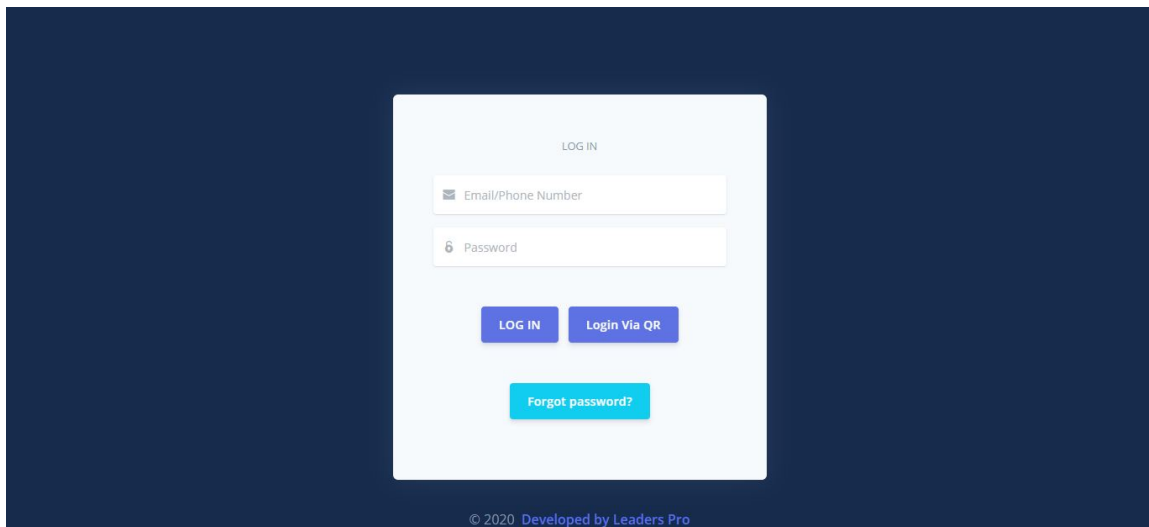 LOG IN
Email/Phone Number
Password
LOG IN Login Via QR
Forgot password?
© 2020 Developed by Leaders Pro